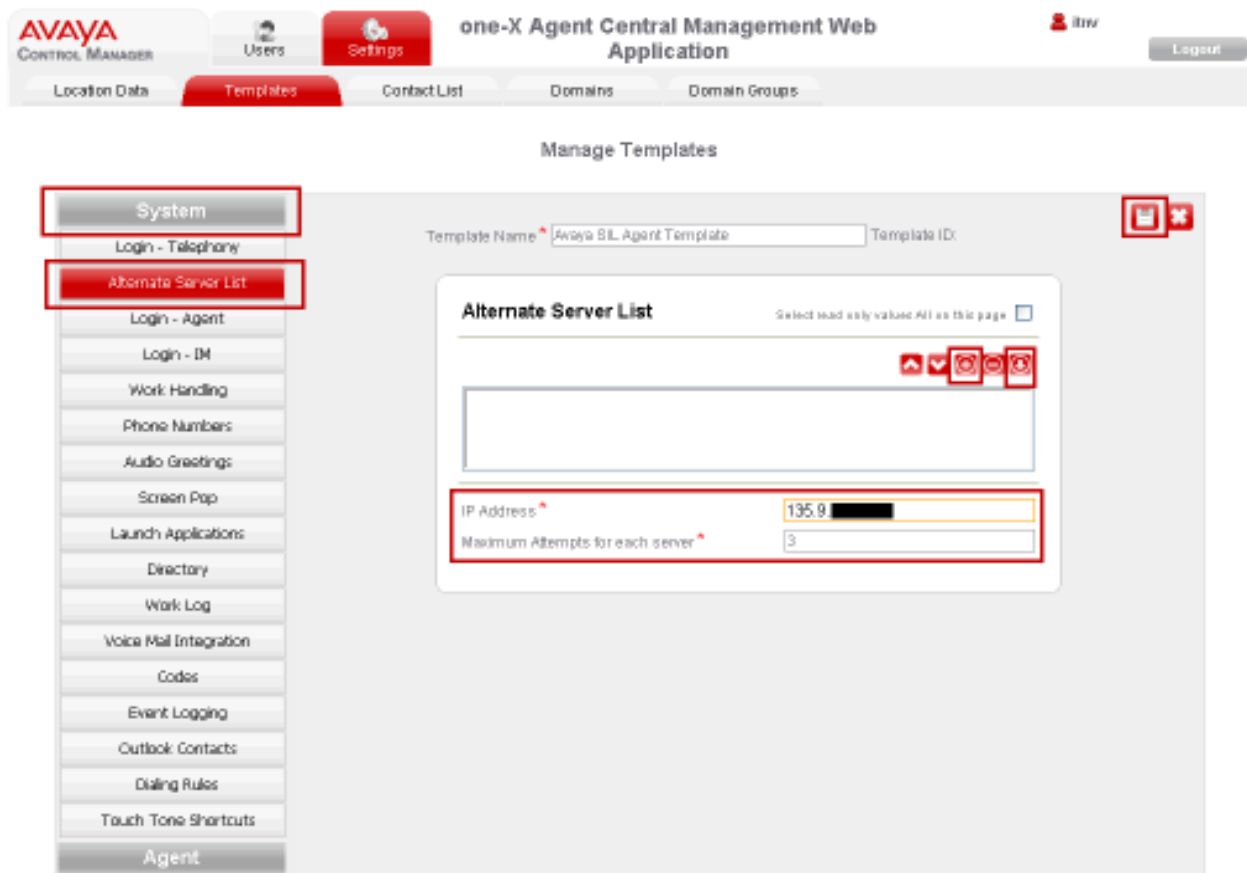 AVAYA
CONTROL MANAGER
Users
Settings
one-X Agent Central Management Web
Application
itnv
Logout
Location Data
Templates
Contact List
Domains
Domain Groups
Manage Templates
System
Login - Telephony
Alternate Server List
Login - Agent
Login - IM
Work Handling
Phone Numbers
Audio Greetings
Screen Pop
Launch Applications
Directory
Work Log
Voice Mail Integration
Codes
Event Logging
Outlook Contacts
Dialing Rules
Touch Tone Shortcuts
Agent
Template Name * Avaya SIL Agent Template Template ID:
Alternate Server List
Select read only values All on this page
IP Address * 135.9.
Maximum Attempts for each server * 3